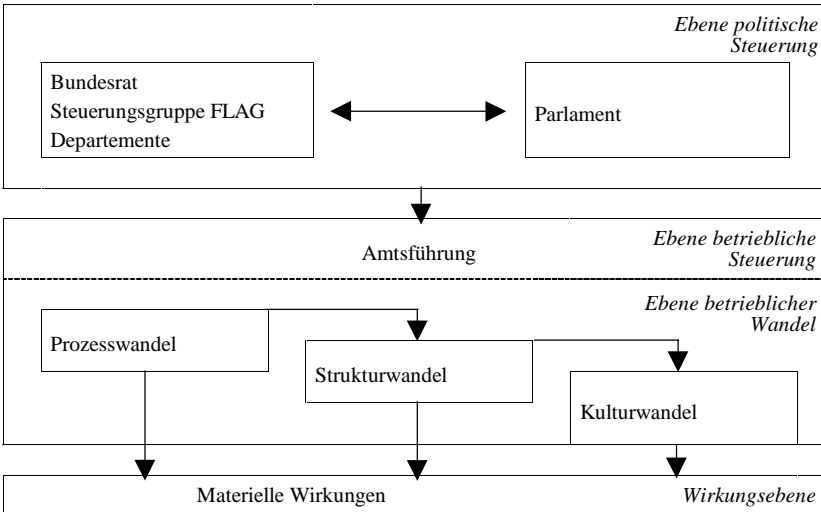 Ebene politische
Steuerung
Bundesrat
Steuerungsgruppe FLAG
Departemente
Parlament
Ebene betriebliche
Steuerung
Amtsführung
Ebene betrieblicher
Wandel
Prozesswandel
Strukturwandel
Kulturwandel
Materielle Wirkungen
Wirkungsebene